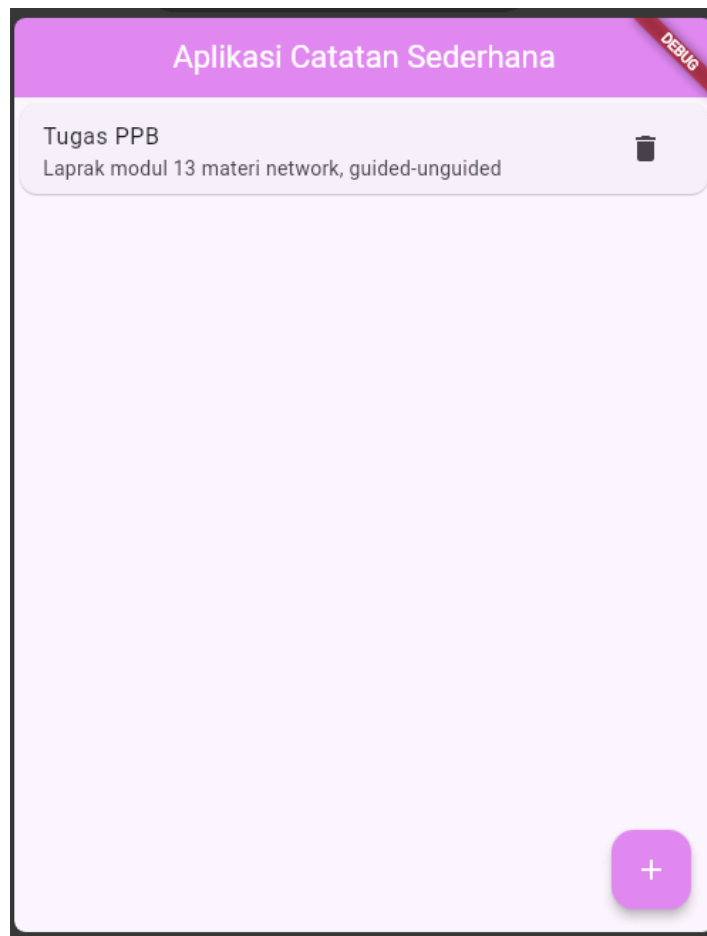 Aplikasi Catatan Sederhana
DEBUG
Tugas PPB
Laprak modul 13 materi network, guided-unguided
+